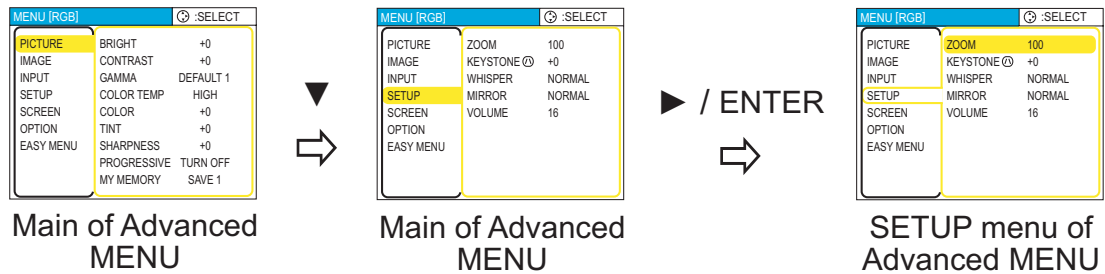 MENU [RGB] :SELECT
PICTURE BRIGHT +0
IMAGE CONTRAST +0
INPUT GAMMA DEFAULT 1
SETUP COLOR TEMP HIGH
SCREEN COLOR +0
OPTION TINT +0
EASY MENU SHARPNESS +0
PROGRESSIVE TURN OFF
MY MEMORY SAVE 1
Main of Advanced
MENU
▼
MENU [RGB] :SELECT
PICTURE ZOOM 100
IMAGE KEYSTONE +0
INPUT WHISPER NORMAL
SETUP MIRROR NORMAL
SCREEN VOLUME 16
OPTION
EASY MENU
Main of Advanced
MENU
► / ENTER
MENU [RGB] :SELECT
PICTURE ZOOM 100
IMAGE KEYSTONE +0
INPUT WHISPER NORMAL
SETUP MIRROR NORMAL
SCREEN VOLUME 16
OPTION
EASY MENU
SETUP menu of
Advanced MENU